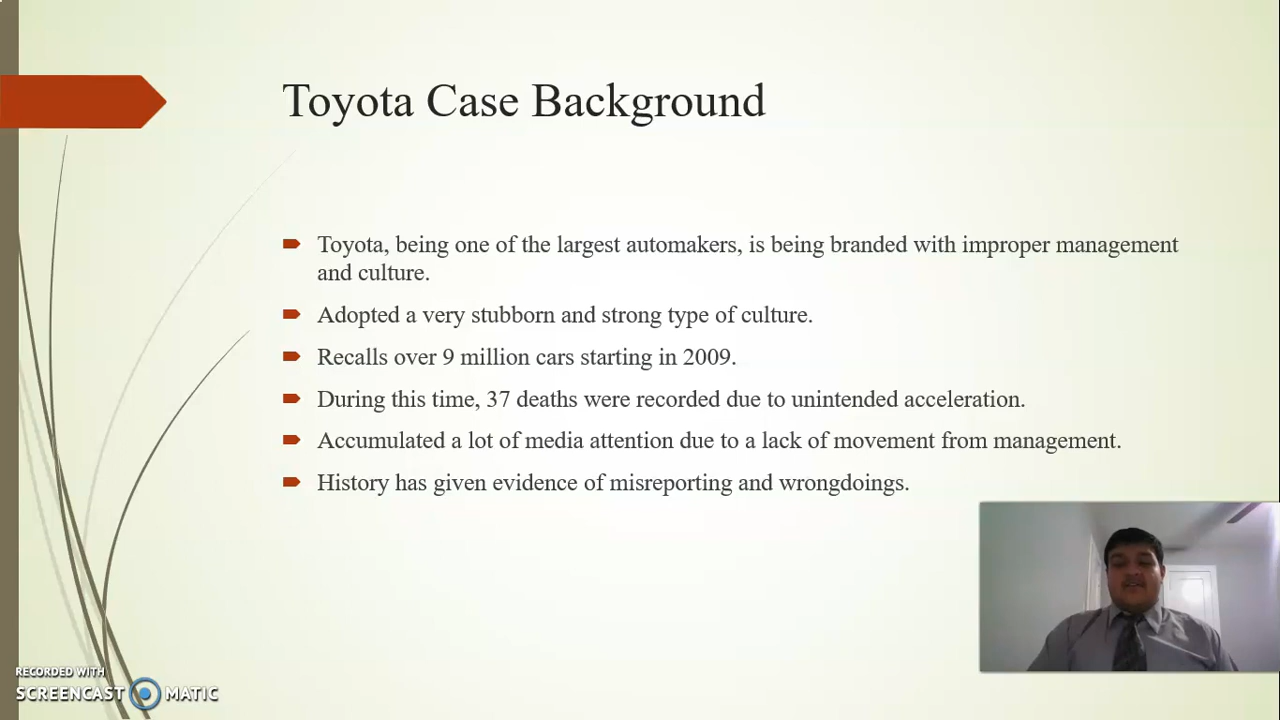 Toyota Case Background
Toyota, being one of the largest automakers, is being branded with improper management
and culture.
Adopted a very stubborn and strong type of culture.
Recalls over 9 million cars starting in 2009.
During this time, 37 deaths were recorded due to unintended acceleration.
Accumulated a lot of media attention due to a lack of movement from management.
History has given evidence of misreporting and wrongdoings.
RECORDED WITH
SCREENCAST MATIC